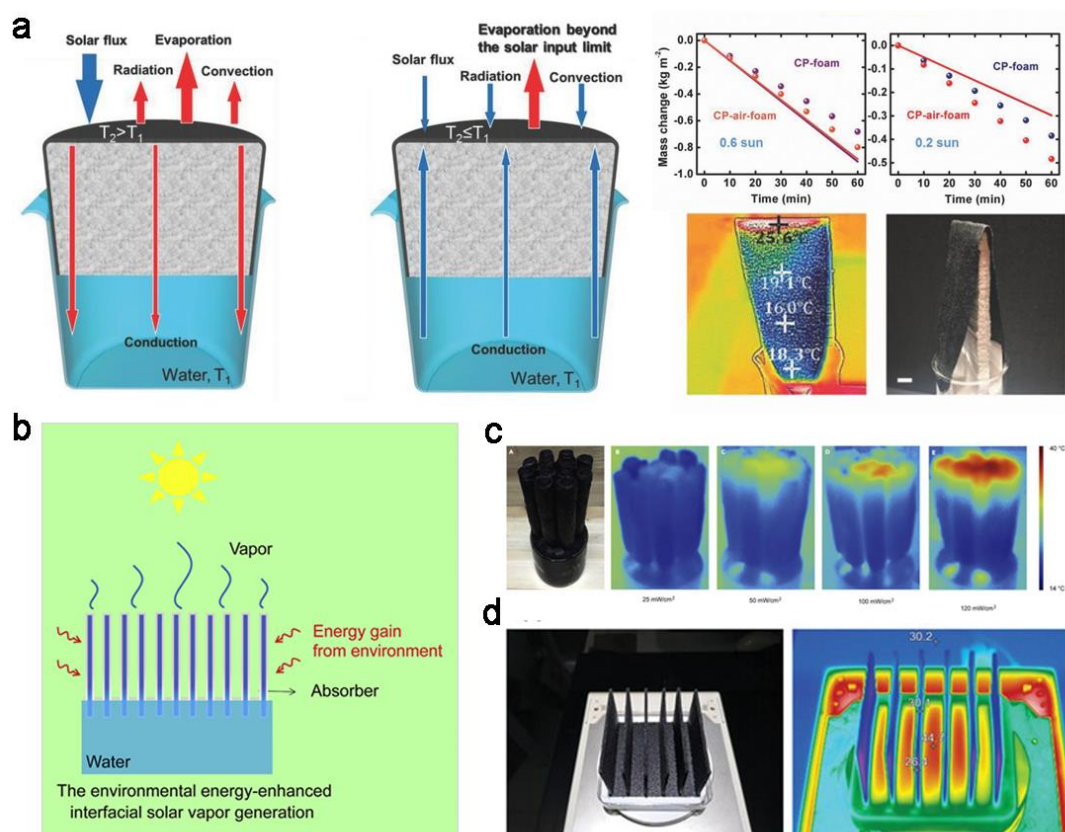 a
Solar flux
Evaporation
Radiation
Convection
T₂>T₁
Conduction
Water, T₁
Evaporation beyond
the solar input limit
Solar flux
Radiation
Convection
T₂≤T₁
Conduction
Water, T₁
Mass change (kg m⁻²)
0.0
-0.2
-0.4
-0.6
-0.8
-1.0
CP-foam
CP-air-foam
0.6 sun
0 10 20 30 40 50 60
Time (min)
0.0
-0.1
-0.2
-0.3
-0.4
-0.5
CP-foam
CP-air-foam
0.2 sun
0 10 20 30 40 50 60
Time (min)
25.6°C
19.1°C
16.0°C
18.3°C
b
Vapor
Energy gain
from environment
Absorber
Water
The environmental energy-enhanced
interfacial solar vapor generation
c
A
B
C
D
E
40 °C
14 °C
25 mW/cm²
50 mW/cm²
100 mW/cm²
120 mW/cm²
d
30.2
26.4